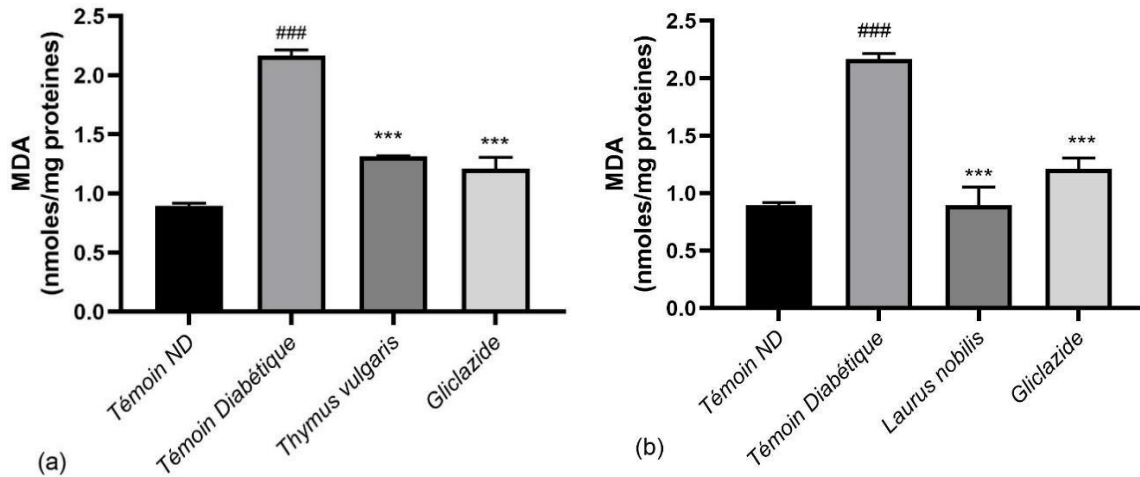 MDA
(nmoles/mg proteines)
2.5
2.0
1.5
1.0
0.5
0.0
###
***
***
Témoin ND
Témoin Diabétique
Thymus vulgaris
Gliclazide
(a)
MDA
(nmoles/mg proteines)
2.5
2.0
1.5
1.0
0.5
0.0
###
***
***
Témoin ND
Témoin Diabétique
Laurus nobilis
Gliclazide
(b)